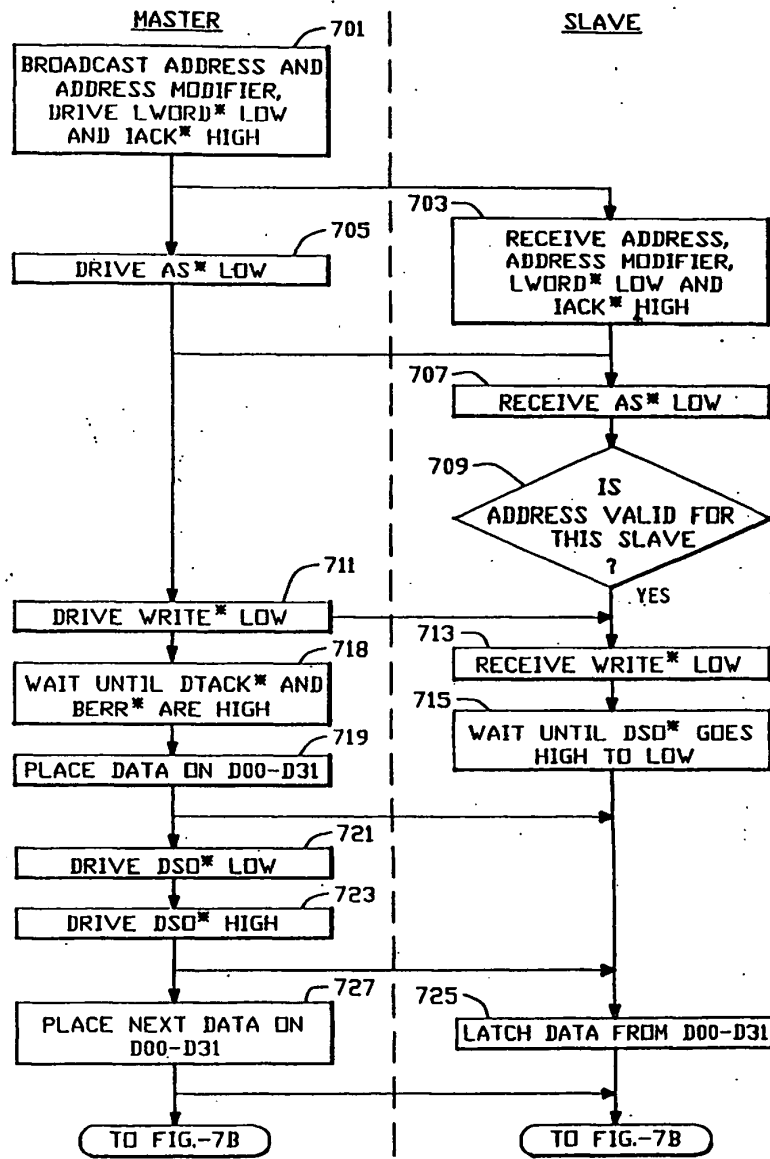 MASTER
SLAVE
701
BROADCAST ADDRESS AND
ADDRESS MODIFIER,
DRIVE LWORD* LOW
AND IACK* HIGH
703
RECEIVE ADDRESS,
ADDRESS MODIFIER,
LWORD* LOW AND
IACK* HIGH
705
DRIVE AS* LOW
707
RECEIVE AS* LOW
709
IS
ADDRESS VALID FOR
THIS SLAVE
?
YES
711
DRIVE WRITE* LOW
713
RECEIVE WRITE* LOW
718
WAIT UNTIL DTACK* AND
BERR* ARE HIGH
715
WAIT UNTIL DSO* GOES
HIGH TO LOW
719
PLACE DATA ON D00-D31
721
DRIVE DSO* LOW
723
DRIVE DSO* HIGH
727
PLACE NEXT DATA ON
D00-D31
725
LATCH DATA FROM D00-D31
TO FIG.-7B
TO FIG.-7B